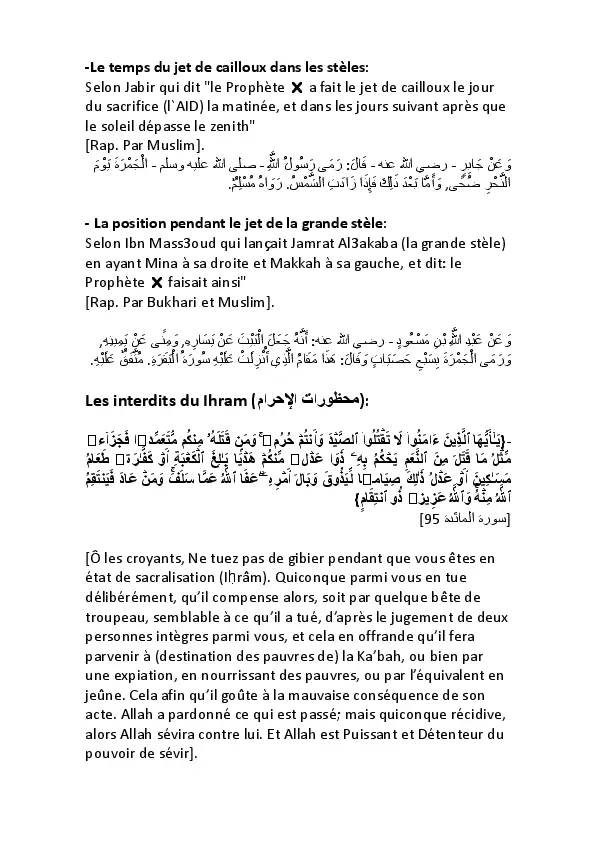 -Le temps du jet de cailloux dans les stèles:
Selon Jabir qui dit "le Prophète ❌ a fait le jet de cailloux le jour
du sacrifice (l`AID) la matinée, et dans les jours suivant après que
le soleil dépasse le zenith"
[Rap. Par Muslim].
وَ عَنْ جَابِرٍ - رضي الله عنه - قَالَ: رَمَى رَسُولُ اللَّهِ - صلى الله عليه وسلم - الْجَمْرَةَ يَوْمَ
النَّحْرِ ضُحًى, وَأَمَّا بَعْدَ ذَلِكَ فَإِذَا زَادَتِ الشَّمْسُ. رَوَاهُ مُسْلِمٌ.
- La position pendant le jet de la grande stèle:
Selon Ibn Mass3oud qui lançait Jamrat Al3akaba (la grande stèle)
en ayant Mina à sa droite et Makkah à sa gauche, et dit: le
Prophète ❌ faisait ainsi"
[Rap. Par Bukhari et Muslim].
وَ عَنْ عَبْدِ اللَّهِ بْنِ مَسْعُودٍ - رضي الله عنه: أَنَّهُ جَعَلَ الْبَيْتَ عَنْ يَسَارِهِ, وَمِنًى عَنْ يَمِينِهِ,
وَرَمَى الْجَمْرَةَ بِسَبْعِ حَصَيَاتٍ وَقَالَ: هَذَا مَقَامُ الَّذِي أُنْزِلَتْ عَلَيْهِ سُورَةُ الْبَقَرَةِ. مُتَّفَقٌ عَلَيْهِ.
Les interdits du Ihram (محظورات الإحرام):
-{يَٰٓأَيُّهَا ٱلَّذِينَ ءَامَنُواْ لَا تَقۡتُلُواْ ٱلصَّيۡدَ وَأَنتُمۡ حُرُمٞۚ وَمَن قَتَلَهُۥ مِنكُم مُّتَعَمِّدٗا فَجَزَآءٞ
مِّثۡلُ مَا قَتَلَ مِنَ ٱلنَّعَمِ يَحۡكُمُ بِهِۦ ذَوَا عَدۡلٖ مِّنكُمۡ هَدۡيَۢا بَٰلِغَ ٱلۡكَعۡبَةِ أَوۡ كَفَّٰرَةٞ طَعَامُ
مَسَٰكِينَ أَوۡ عَدۡلُ ذَٰلِكَ صِيَامٗا لِّيَذُوقَ وَبَالَ أَمۡرِهِۦۗ عَفَا ٱللَّهُ عَمَّا سَلَفَۚ وَمَنۡ عَادَ فَيَنتَقِمُ
ٱللَّهُ مِنۡهُۚ وَٱللَّهُ عَزِيزٞ ذُو ٱنتِقَامٍ}
[سورة المائدة 95]
[Ô les croyants, Ne tuez pas de gibier pendant que vous êtes en
état de sacralisation (Iḥrâm). Quiconque parmi vous en tue
délibérément, qu’il compense alors, soit par quelque bête de
troupeau, semblable à ce qu’il a tué, d’après le jugement de deux
personnes intègres parmi vous, et cela en offrande qu’il fera
parvenir à (destination des pauvres de) la Ka’bah, ou bien par
une expiation, en nourrissant des pauvres, ou par l’équivalent en
jeûne. Cela afin qu’il goûte à la mauvaise conséquence de son
acte. Allah a pardonné ce qui est passé; mais quiconque récidive,
alors Allah sévira contre lui. Et Allah est Puissant et Détenteur du
pouvoir de sévir].